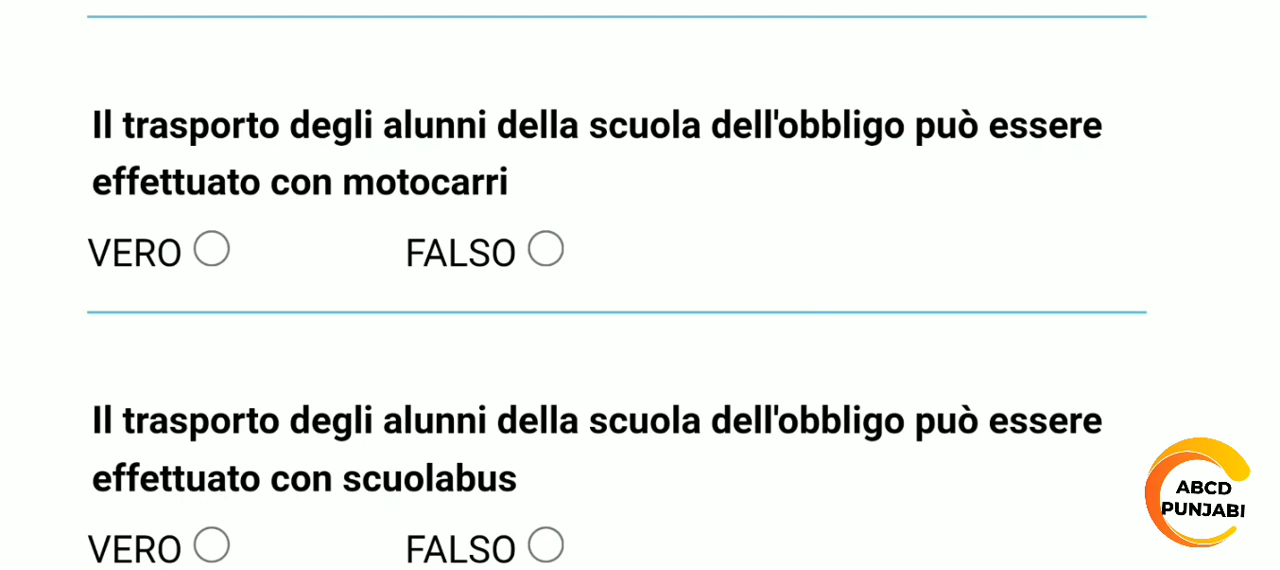 Il trasporto degli alunni della scuola dell'obbligo può essere
effettuato con motocarri
VERO FALSO
Il trasporto degli alunni della scuola dell'obbligo può essere
effettuato con scuolabus
VERO FALSO
ABCD
PUNJABI